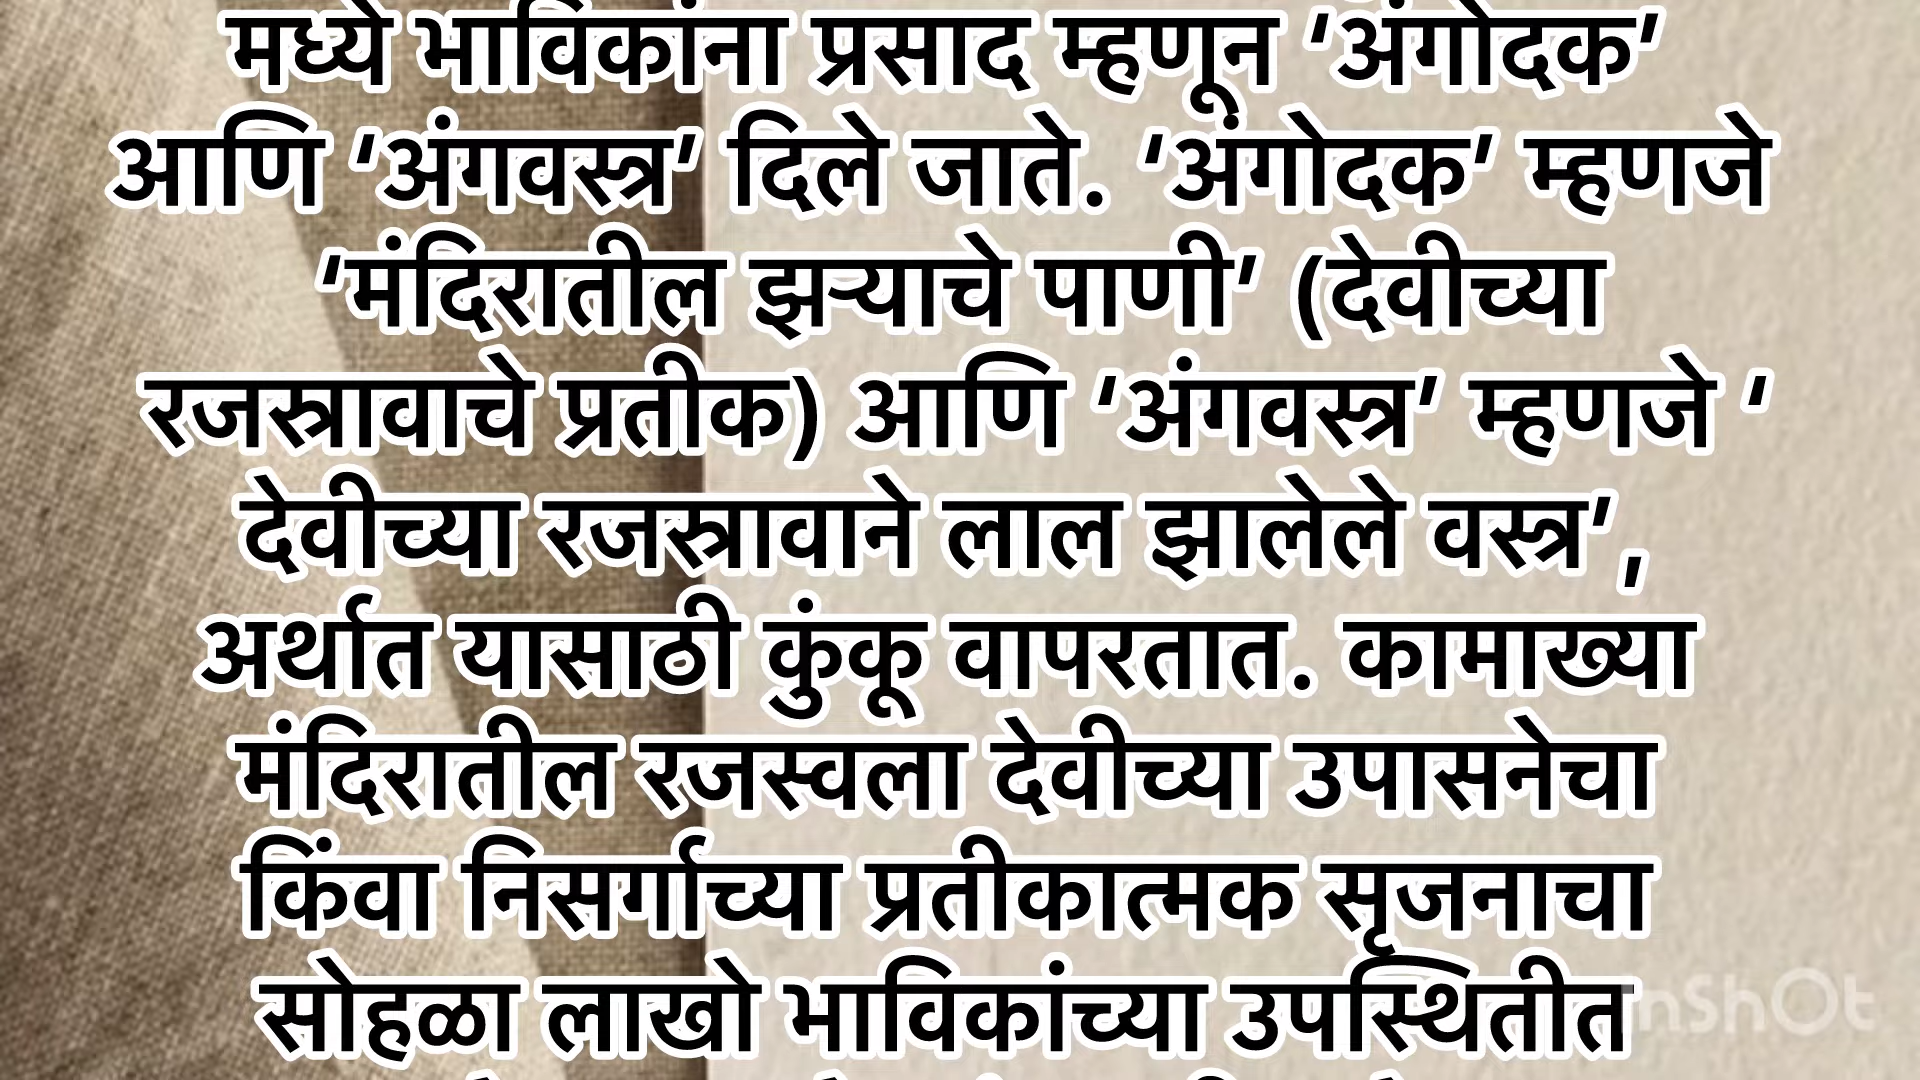 मध्ये भाविकांना प्रसाद म्हणून ‘अंगोदक’
आणि ‘अंगवस्त्र’ दिले जाते. ‘अंगोदक’ म्हणजे
‘मंदिरातील झऱ्याचे पाणी’ (देवीच्या
रजस्रावाचे प्रतीक) आणि ‘अंगवस्त्र’ म्हणजे ‘
देवीच्या रजस्रावाने लाल झालेले वस्त्र’,
अर्थात यासाठी कुंकू वापरतात. कामाख्या
मंदिरातील रजस्वला देवीच्या उपासनेचा
किंवा निसर्गाच्या प्रतीकात्मक सृजनाचा
सोहळा लाखो भाविकांच्या उपस्थितीत
InShOt